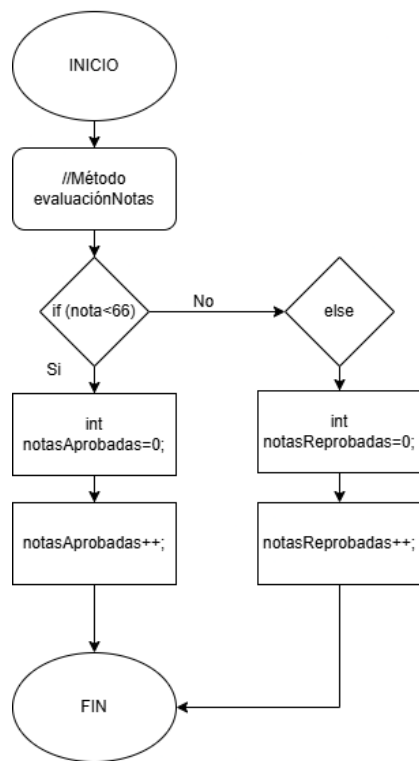 INICIO
//Método
evaluaciónNotas
if (nota<66)
No
else
Si
int
notasAprobadas=0;
int
notasReprobadas=0;
notasAprobadas++;
notasReprobadas++;
FIN